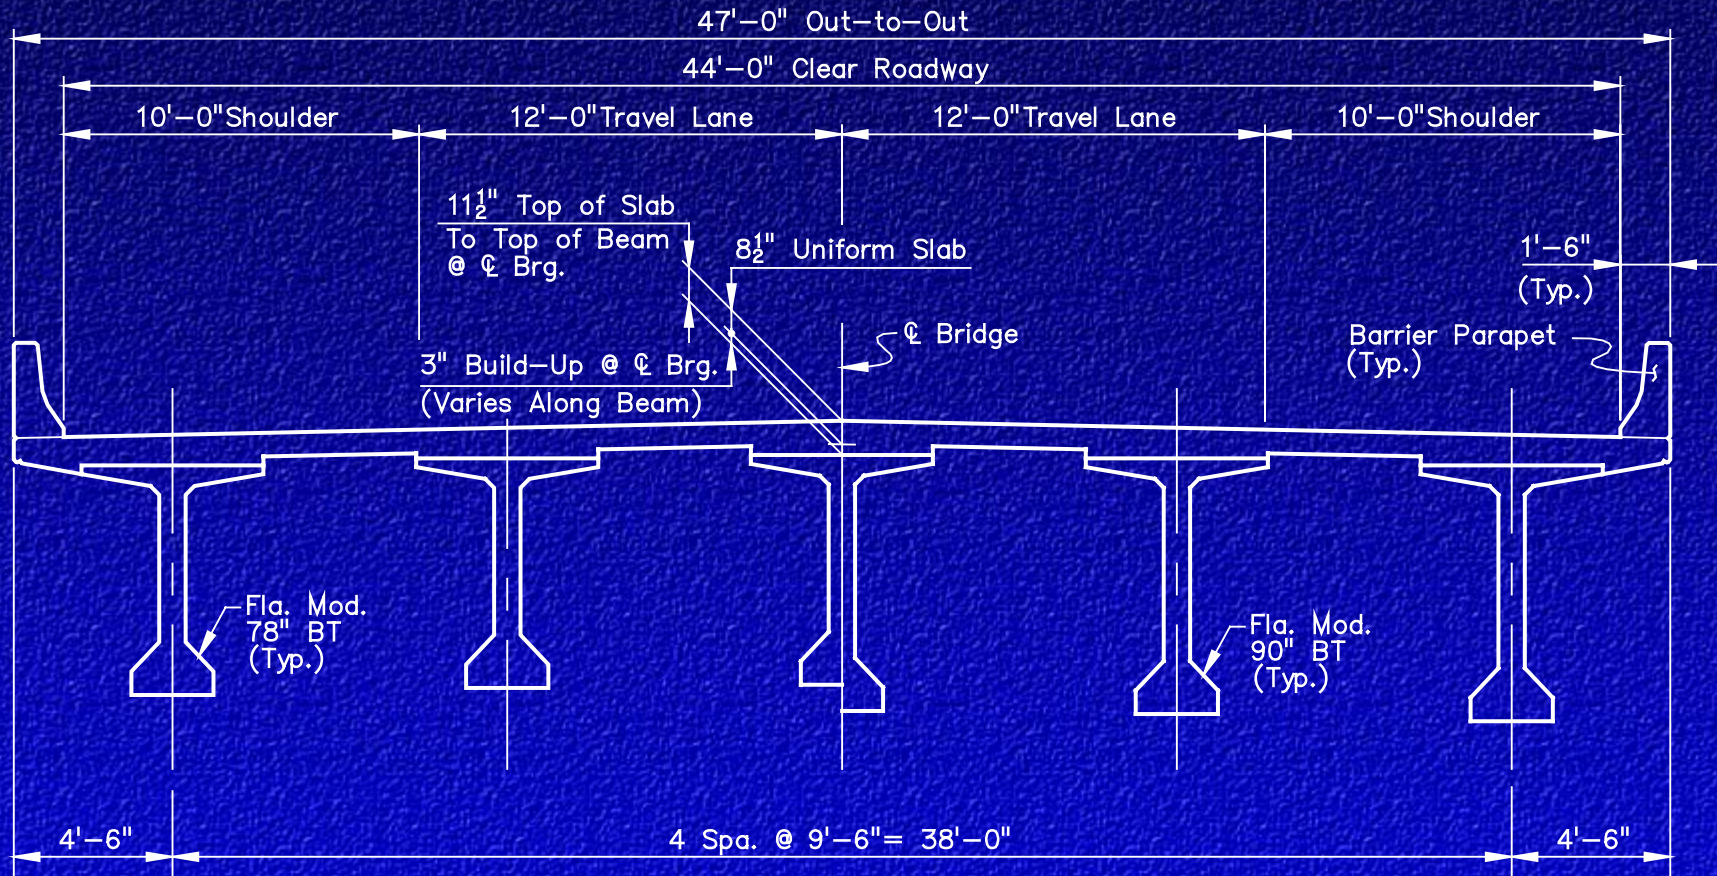 47'-0" Out-to-Out
44'-0" Clear Roadway
10'-0"Shoulder
12'-0"Travel Lane
12'-0"Travel Lane
10'-0"Shoulder
11½" Top of Slab
To Top of Beam
@ ℄ Brg.
8½" Uniform Slab
1'-6"
(Typ.)
℄ Bridge
Barrier Parapet
(Typ.)
3" Build-Up @ ℄ Brg.
(Varies Along Beam)
Fla. Mod.
78" BT
(Typ.)
Fla. Mod.
90" BT
(Typ.)
4'-6"
4 Spa. @ 9'-6"= 38'-0"
4'-6"